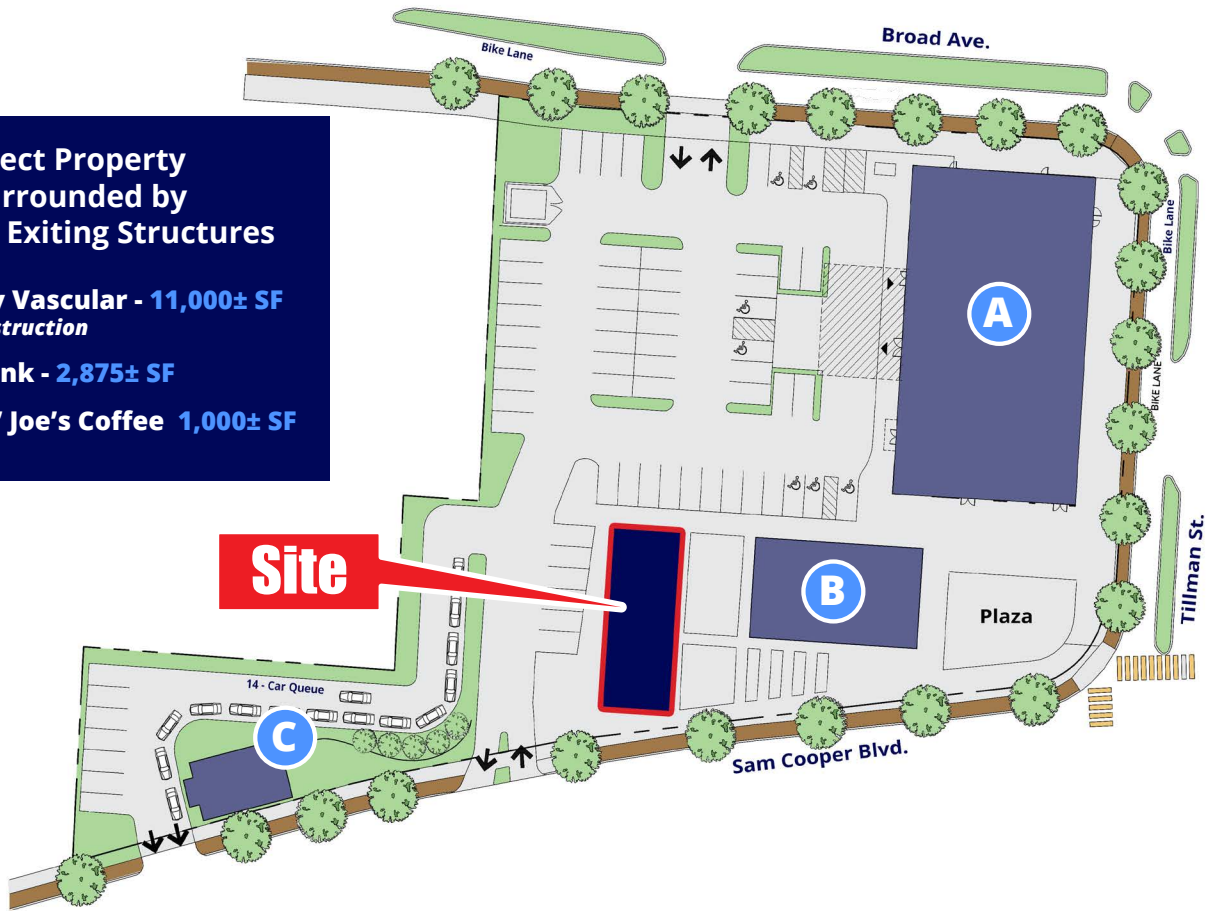 Broad Ave.
Bike Lane
ect Property
rrounded by
Exiting Structures
y Vascular - 11,000± SF
struction
nk - 2,875± SF
Joe's Coffee 1,000± SF
Bike Lane
A
BIKE LANE
Site
B
Plaza
Tillman St.
14 - Car Queue
C
Sam Cooper Blvd.